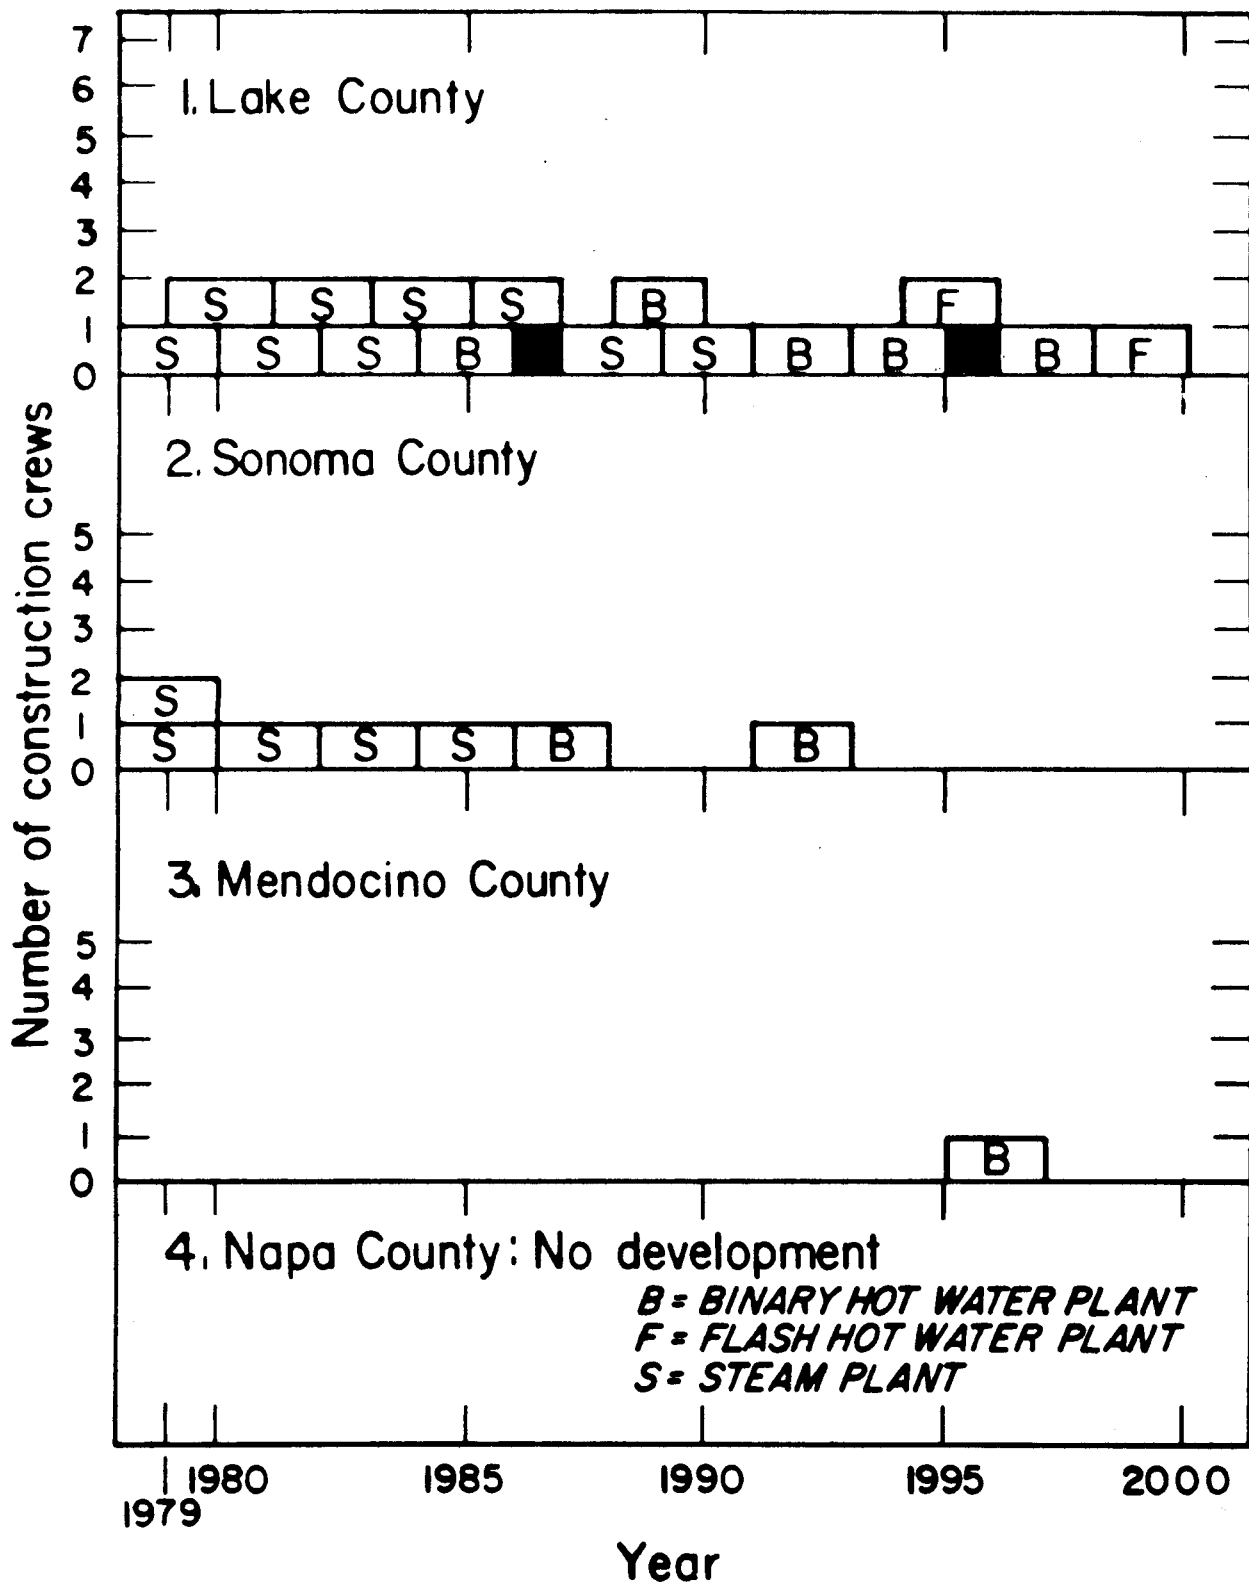 7
1. Lake County
6
5
4
3
2
S S S S B F
1
S S S B S S B B B F
0
2. Sonoma County
5
4
3
2
S
1
S S S S B B
0
3. Mendocino County
5
4
3
2
1
B
0
4. Napa County: No development
B = BINARY HOT WATER PLANT
F = FLASH HOT WATER PLANT
S = STEAM PLANT
1980 1985 1990 1995 2000
1979
Year
Number of construction crews